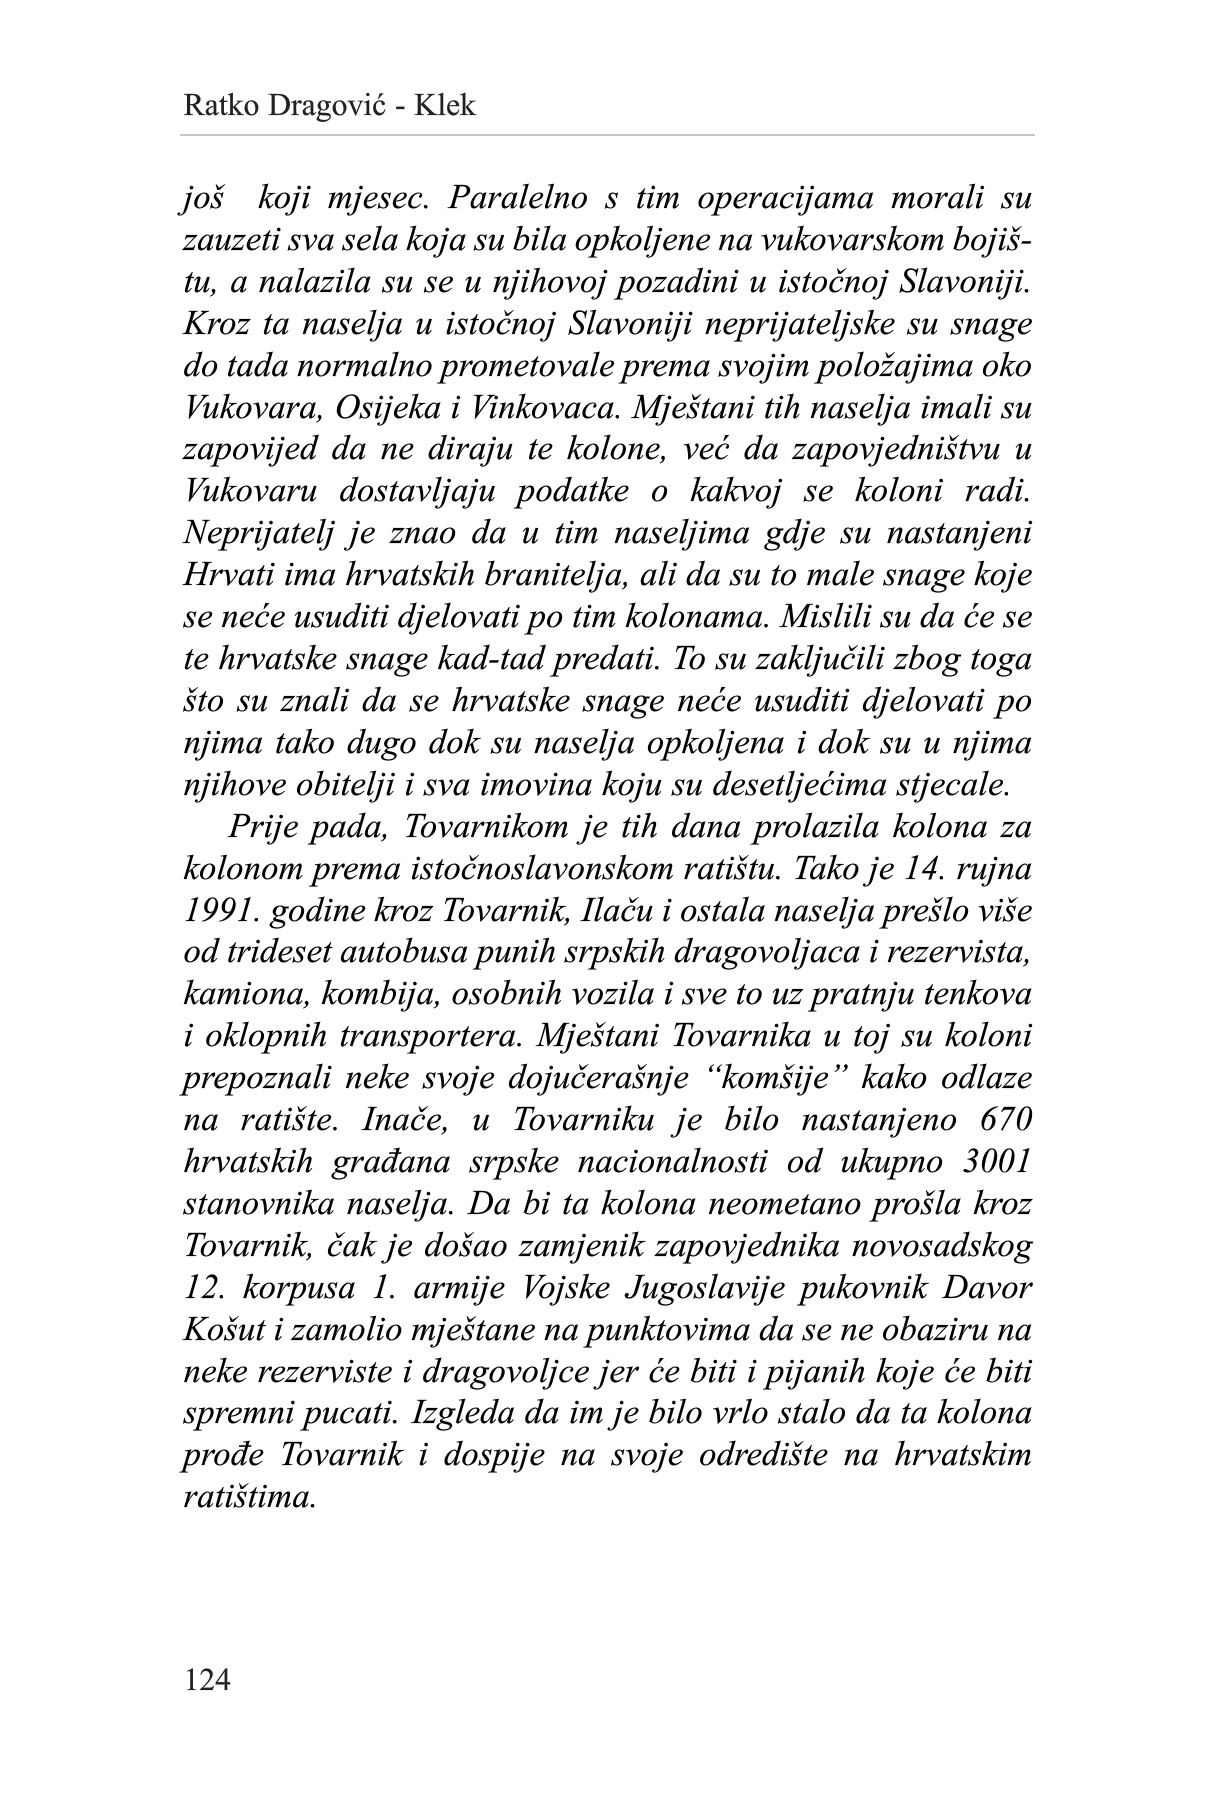 Ratko Dragović - Klek
još koji mjesec. Paralelno s tim operacijama morali su
zauzeti sva sela koja su bila opkoljene na vukovarskom bojiš-
tu, a nalazila su se u njihovoj pozadini u istočnoj Slavoniji.
Kroz ta naselja u istočnoj Slavoniji neprijateljske su snage
do tada normalno prometovale prema svojim položajima oko
Vukovara, Osijeka i Vinkovaca. Mještani tih naselja imali su
zapovijed da ne diraju te kolone, već da zapovjedništvu u
Vukovaru dostavljaju podatke o kakvoj se koloni radi.
Neprijatelj je znao da u tim naseljima gdje su nastanjeni
Hrvati ima hrvatskih branitelja, ali da su to male snage koje
se neće usuditi djelovati po tim kolonama. Mislili su da će se
te hrvatske snage kad-tad predati. To su zaključili zbog toga
što su znali da se hrvatske snage neće usuditi djelovati po
njima tako dugo dok su naselja opkoljena i dok su u njima
njihove obitelji i sva imovina koju su desetljećima stjecale.
Prije pada, Tovarnikom je tih dana prolazila kolona za
kolonom prema istočnoslavonskom ratištu. Tako je 14. rujna
1991. godine kroz Tovarnik, Ilaču i ostala naselja prešlo više
od trideset autobusa punih srpskih dragovoljaca i rezervista,
kamiona, kombija, osobnih vozila i sve to uz pratnju tenkova
i oklopnih transportera. Mještani Tovarnika u toj su koloni
prepoznali neke svoje dojučerašnje “komšije” kako odlaze
na ratište. Inače, u Tovarniku je bilo nastanjeno 670
hrvatskih građana srpske nacionalnosti od ukupno 3001
stanovnika naselja. Da bi ta kolona neometano prošla kroz
Tovarnik, čak je došao zamjenik zapovjednika novosadskog
12. korpusa 1. armije Vojske Jugoslavije pukovnik Davor
Košut i zamolio mještane na punktovima da se ne obaziru na
neke rezerviste i dragovoljce jer će biti i pijanih koje će biti
spremni pucati. Izgleda da im je bilo vrlo stalo da ta kolona
prođe Tovarnik i dospije na svoje odredište na hrvatskim
ratištima.
124